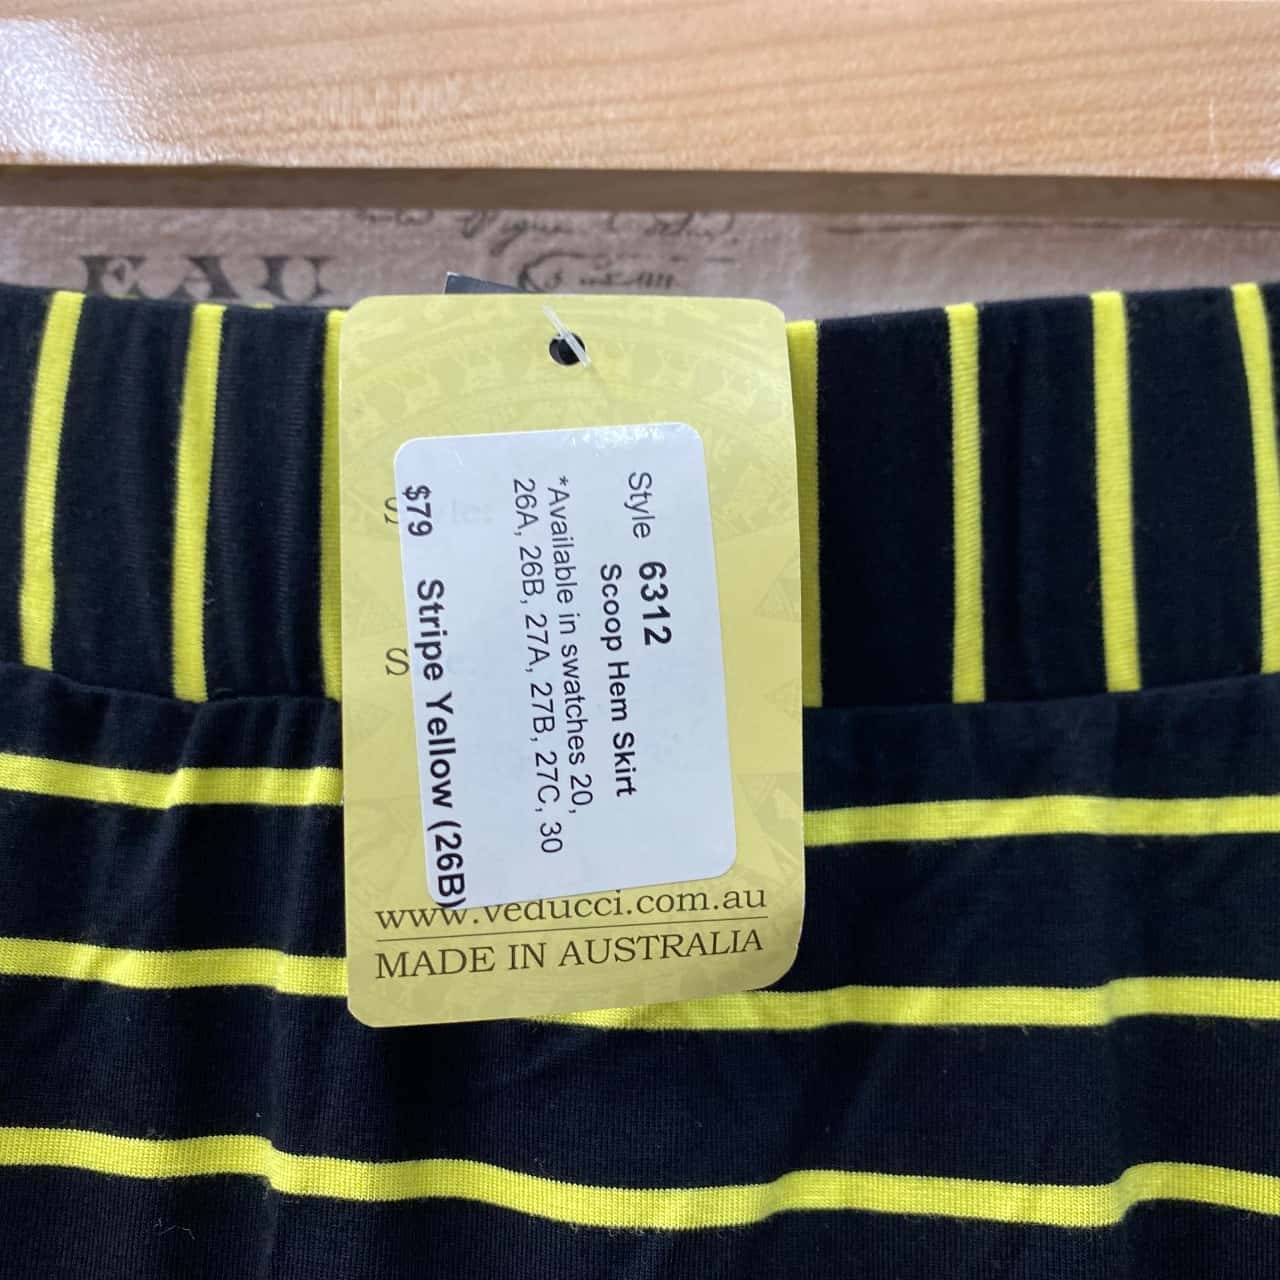 EAU
Style 6312
Scoop Hem Skirt
*Available in swatches 20,
26A, 26B, 27A, 27B, 27C, 30
$79 Stripe Yellow (26B)
S
S
www.veducci.com.au
MADE IN AUSTRALIA